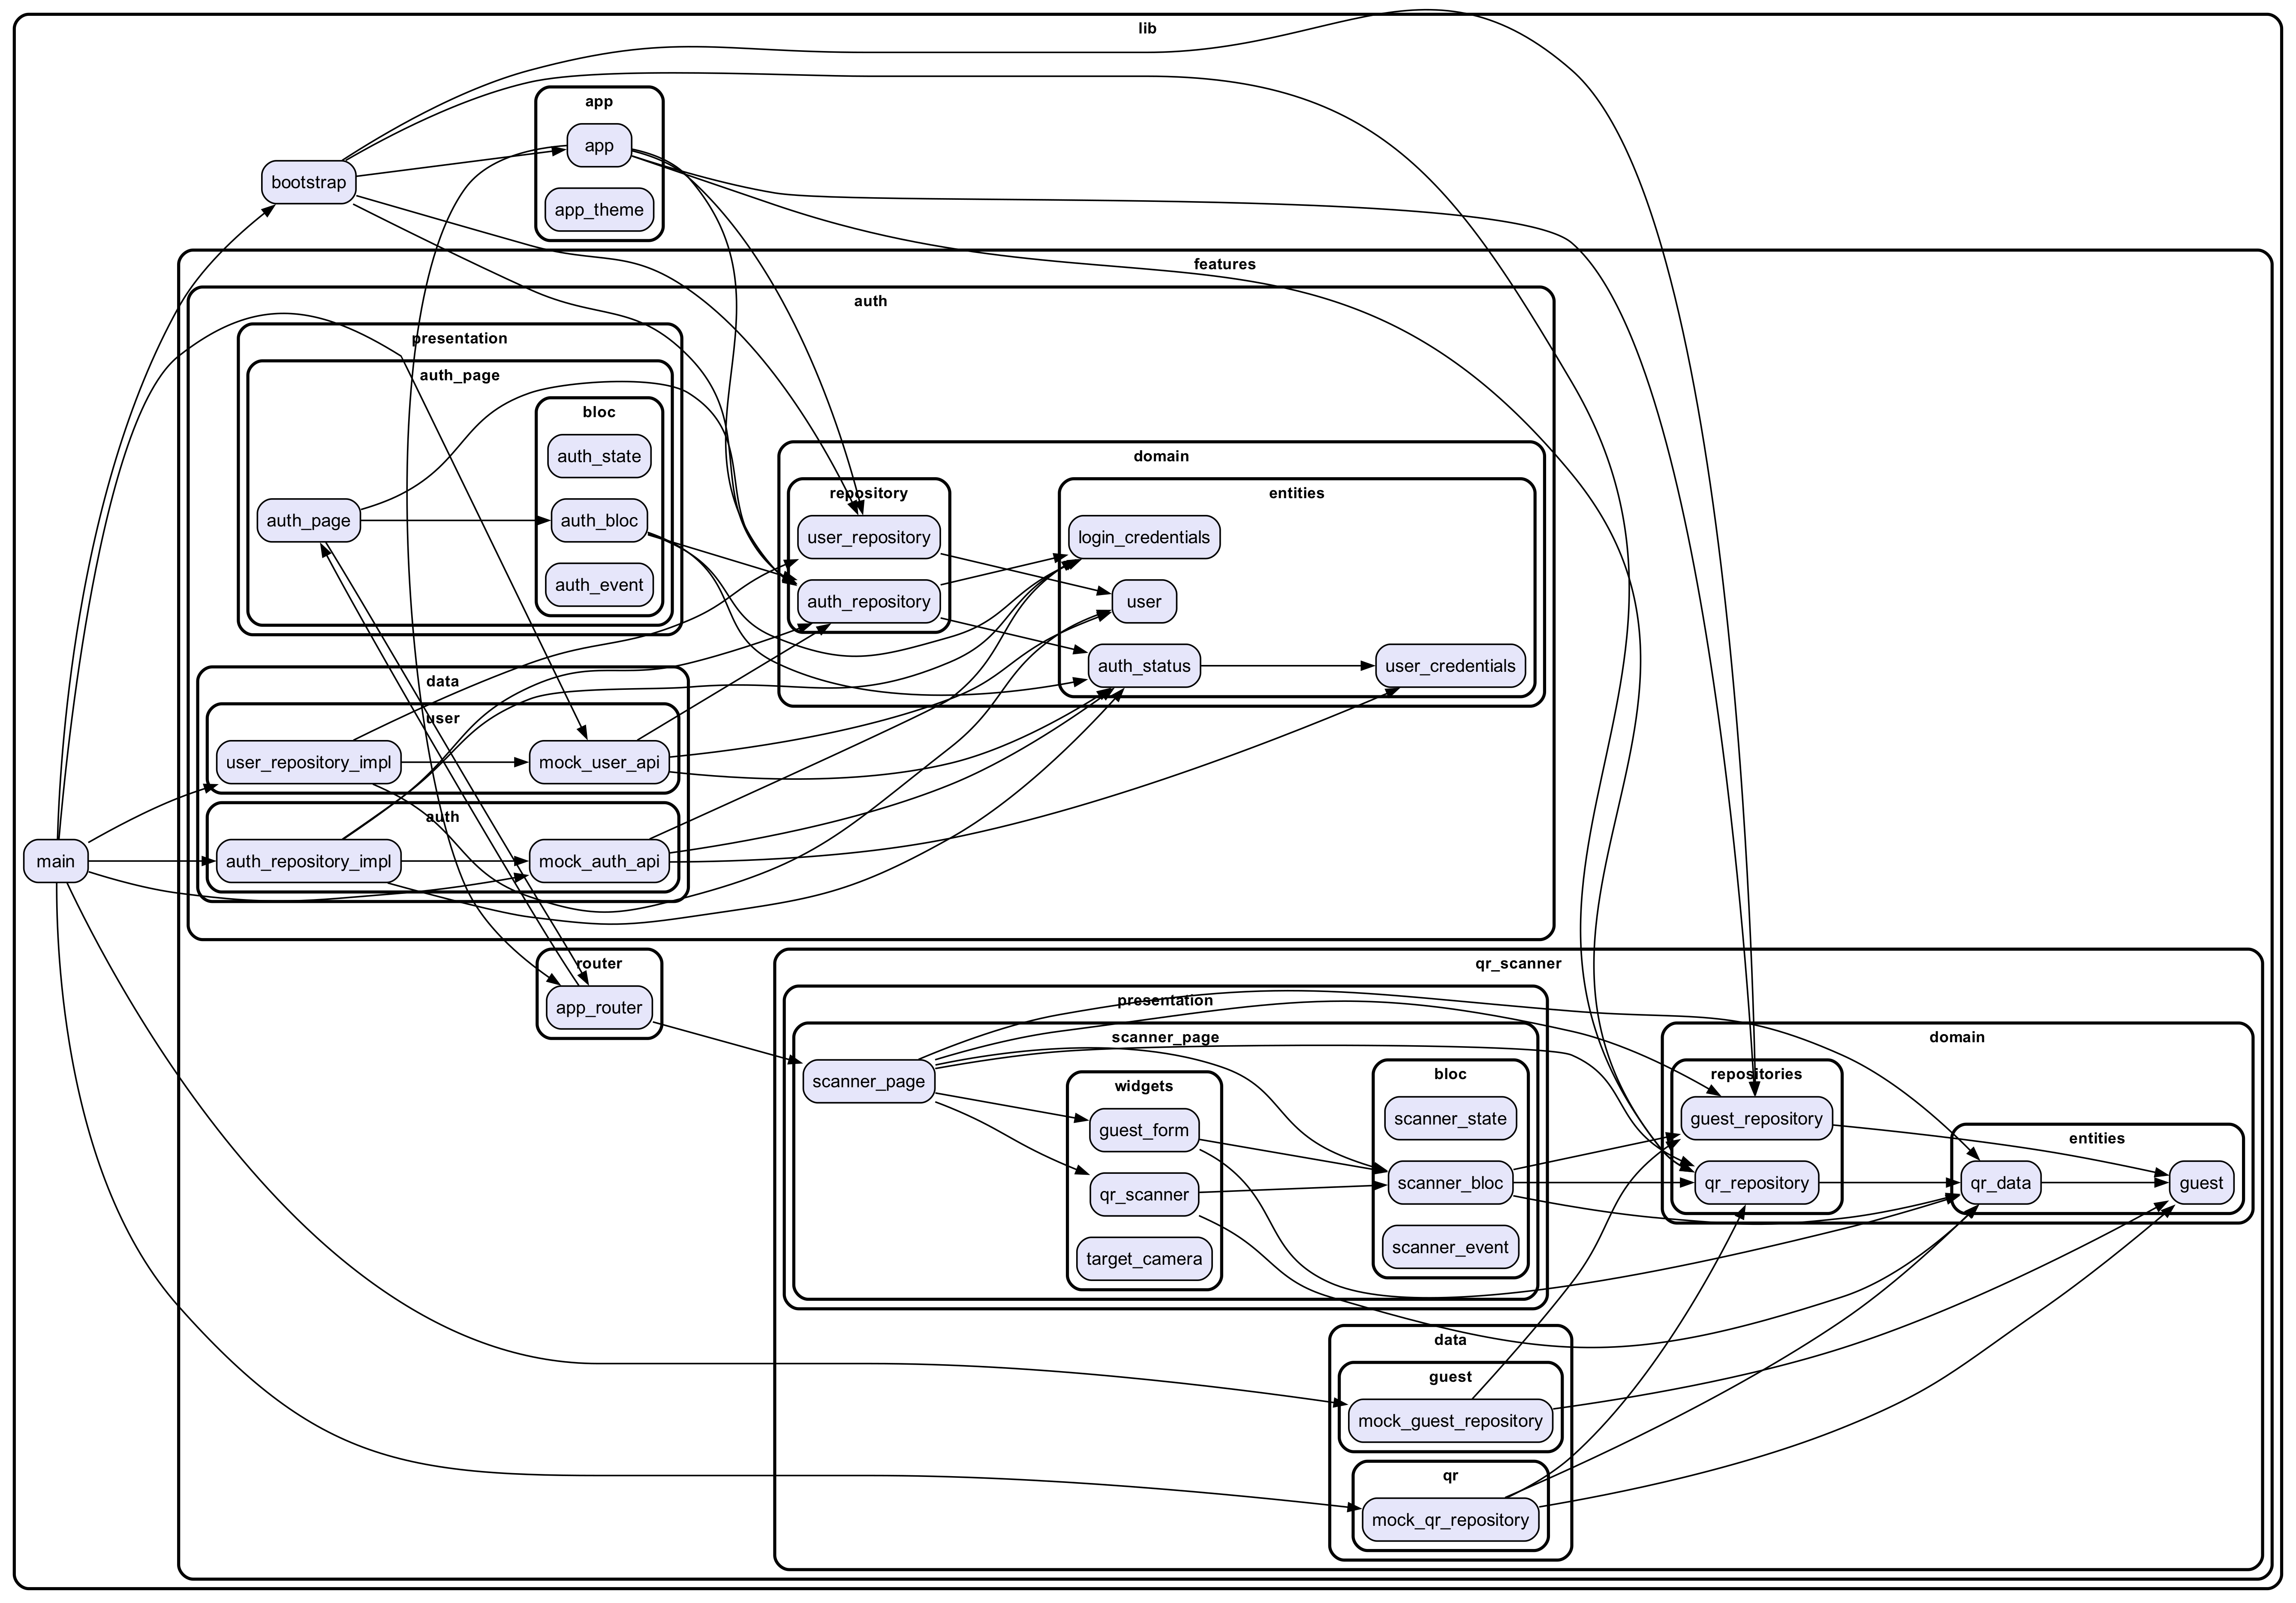 lib
app
app
app_theme
bootstrap
features
auth
presentation
auth_page
bloc
auth_state
auth_page
auth_bloc
auth_event
domain
repository
user_repository
auth_repository
entities
login_credentials
user
auth_status
user_credentials
data
user
user_repository_impl
mock_user_api
auth
auth_repository_impl
mock_auth_api
main
router
app_router
qr_scanner
presentation
scanner_page
scanner_page
widgets
guest_form
qr_scanner
target_camera
bloc
scanner_state
scanner_bloc
scanner_event
domain
repositories
guest_repository
qr_repository
entities
qr_data
guest
data
guest
mock_guest_repository
qr
mock_qr_repository